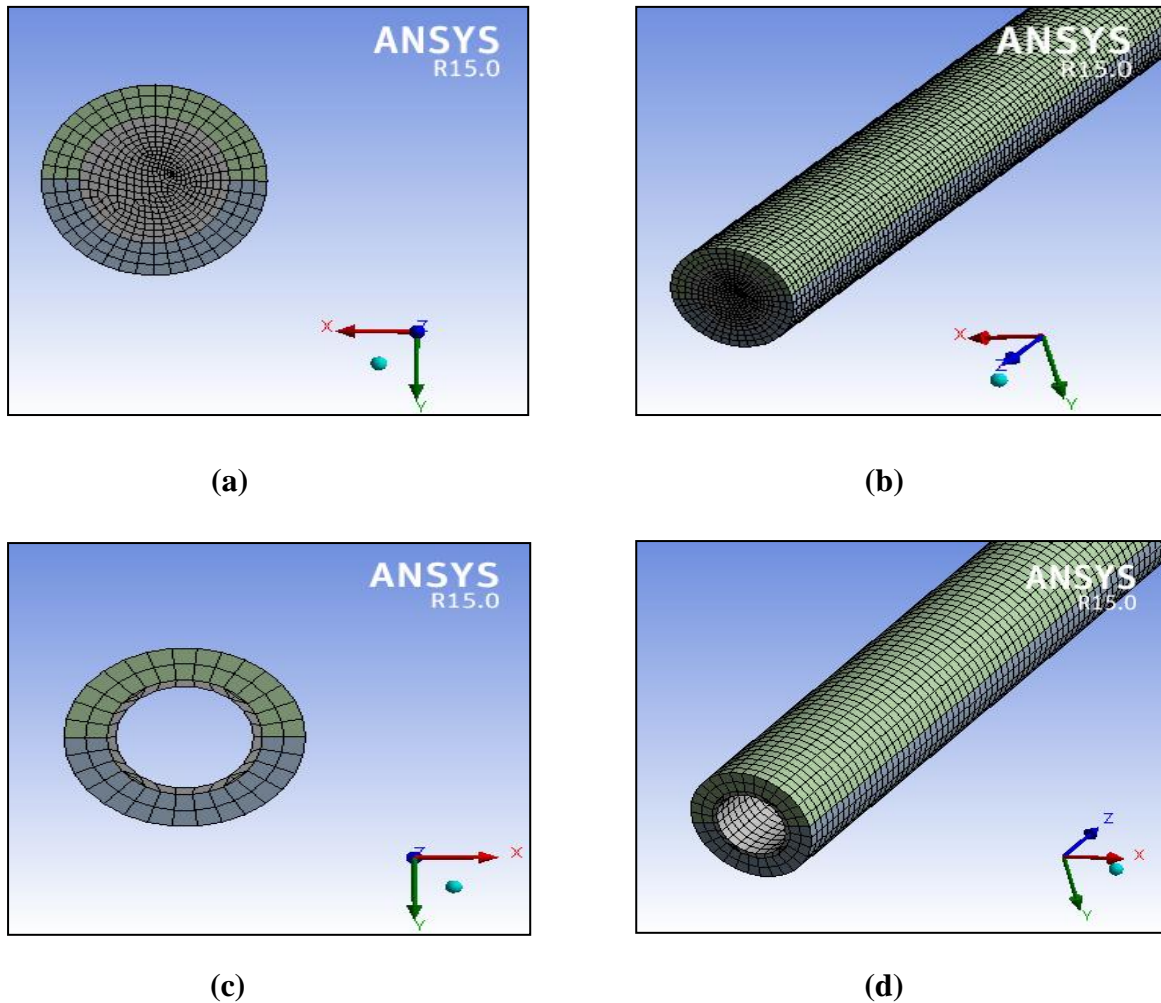 ANSYS
R15.0
X
Z
Y
(a)
ANSYS
R15.0
X
Z
Y
(b)
ANSYS
R15.0
Z
X
Y
(c)
ANSYS
R15.0
Z
X
Y
(d)